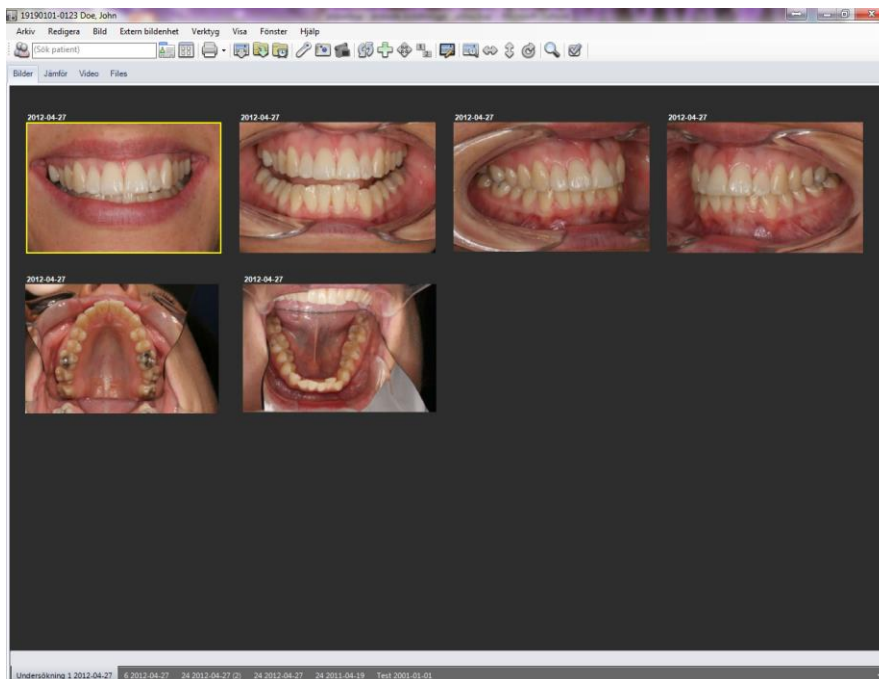 19190101-0123 Doe, John
Arkiv Redigera Bild Extern bildenhet Verktyg Visa Fönster Hjälp
(Sök patient)
Bilder Jämför Video Files
2012-04-27 2012-04-27 2012-04-27 2012-04-27
2012-04-27 2012-04-27
Undersökning 1 2012-04-27 6 2012-04-27 24 2012-04-27 (2) 24 2012-04-27 24 2011-04-19 Test 2001-01-01